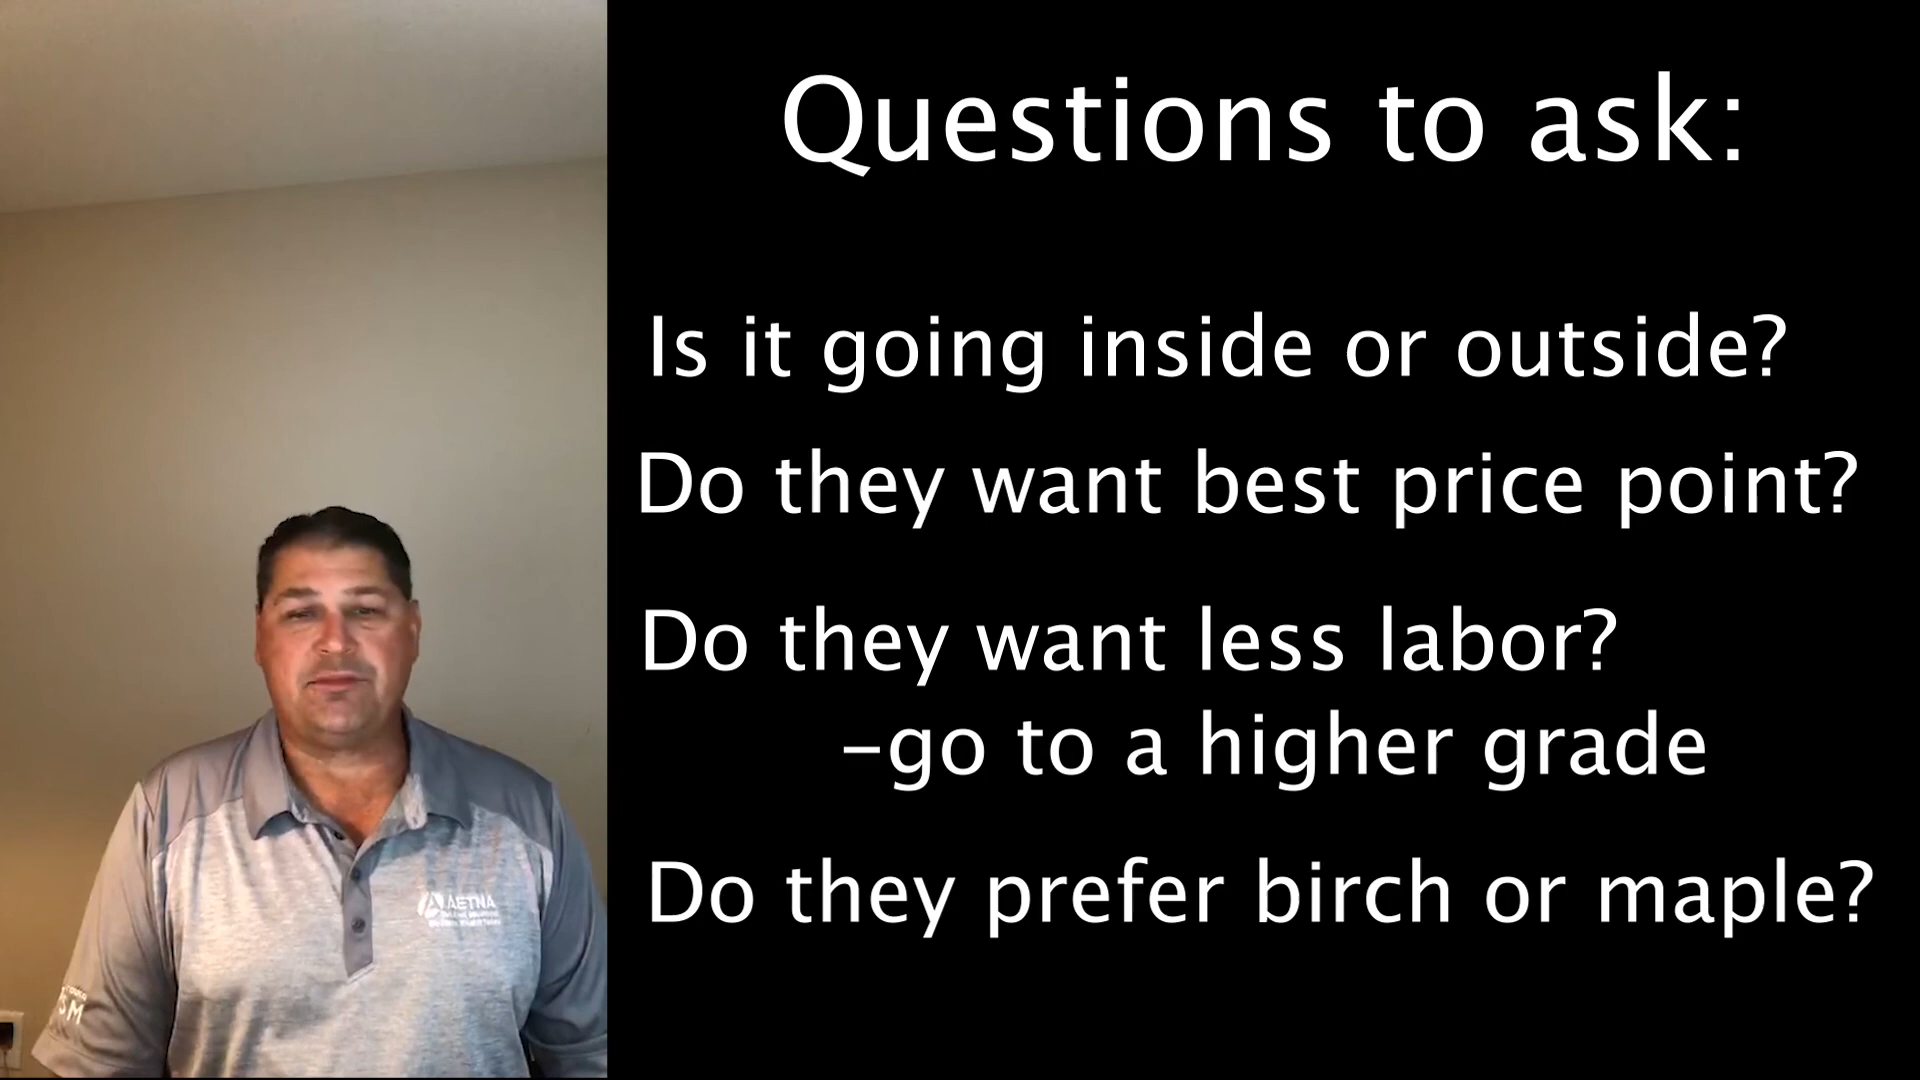 Questions to ask:
Is it going inside or outside?
Do they want best price point?
Do they want less labor?
-go to a higher grade
Do they prefer birch or maple?
AETNA
SM